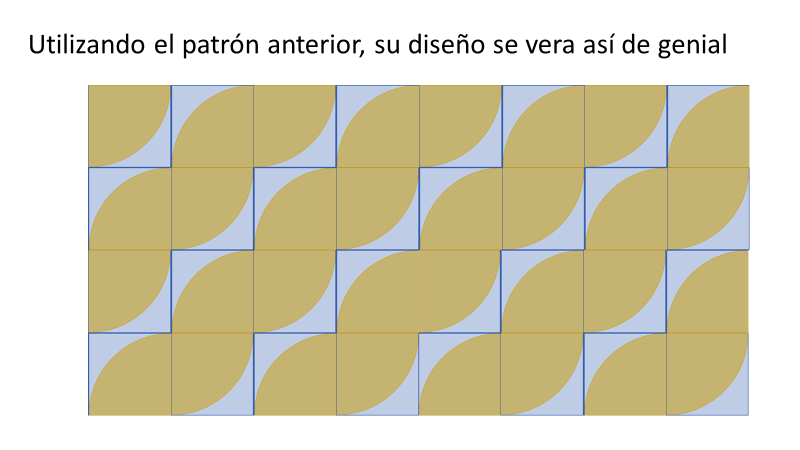 Utilizando el patrón anterior, su diseño se vera así de genial